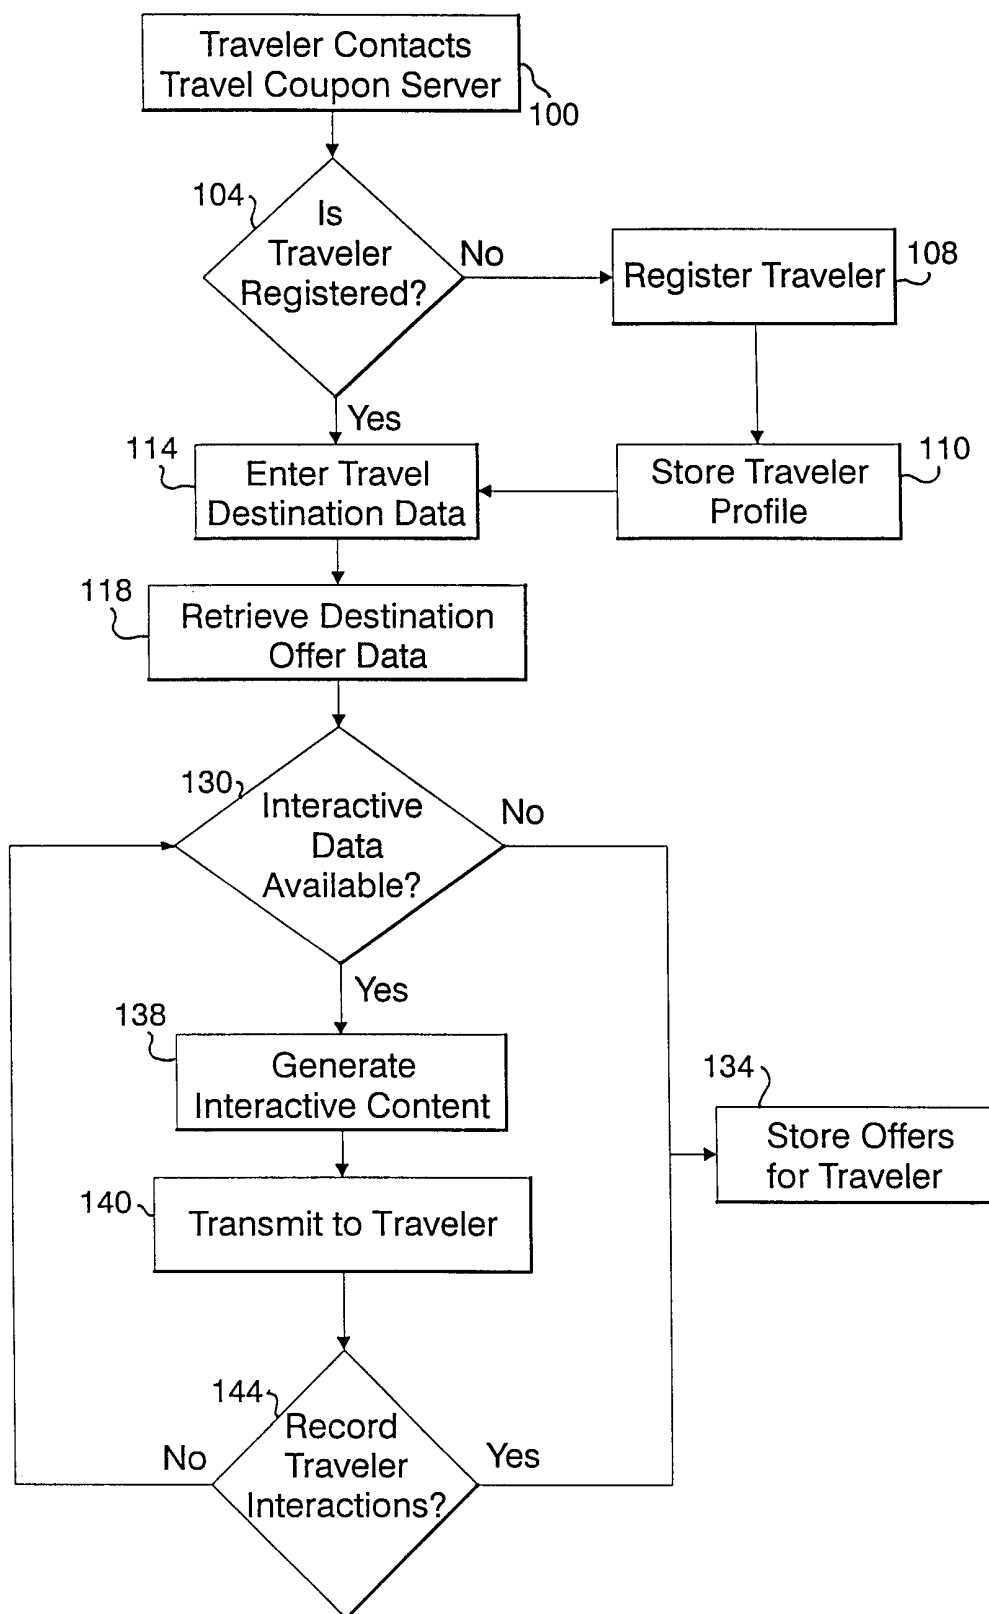 Traveler Contacts
Travel Coupon Server
100
104
Is
Traveler
Registered?
No
Register Traveler
108
Yes
114
Enter Travel
Destination Data
Store Traveler
Profile
110
118
Retrieve Destination
Offer Data
130
Interactive
Data
Available?
No
Yes
138
Generate
Interactive Content
134
Store Offers
for Traveler
140
Transmit to Traveler
144
Record
Traveler
Interactions?
No
Yes